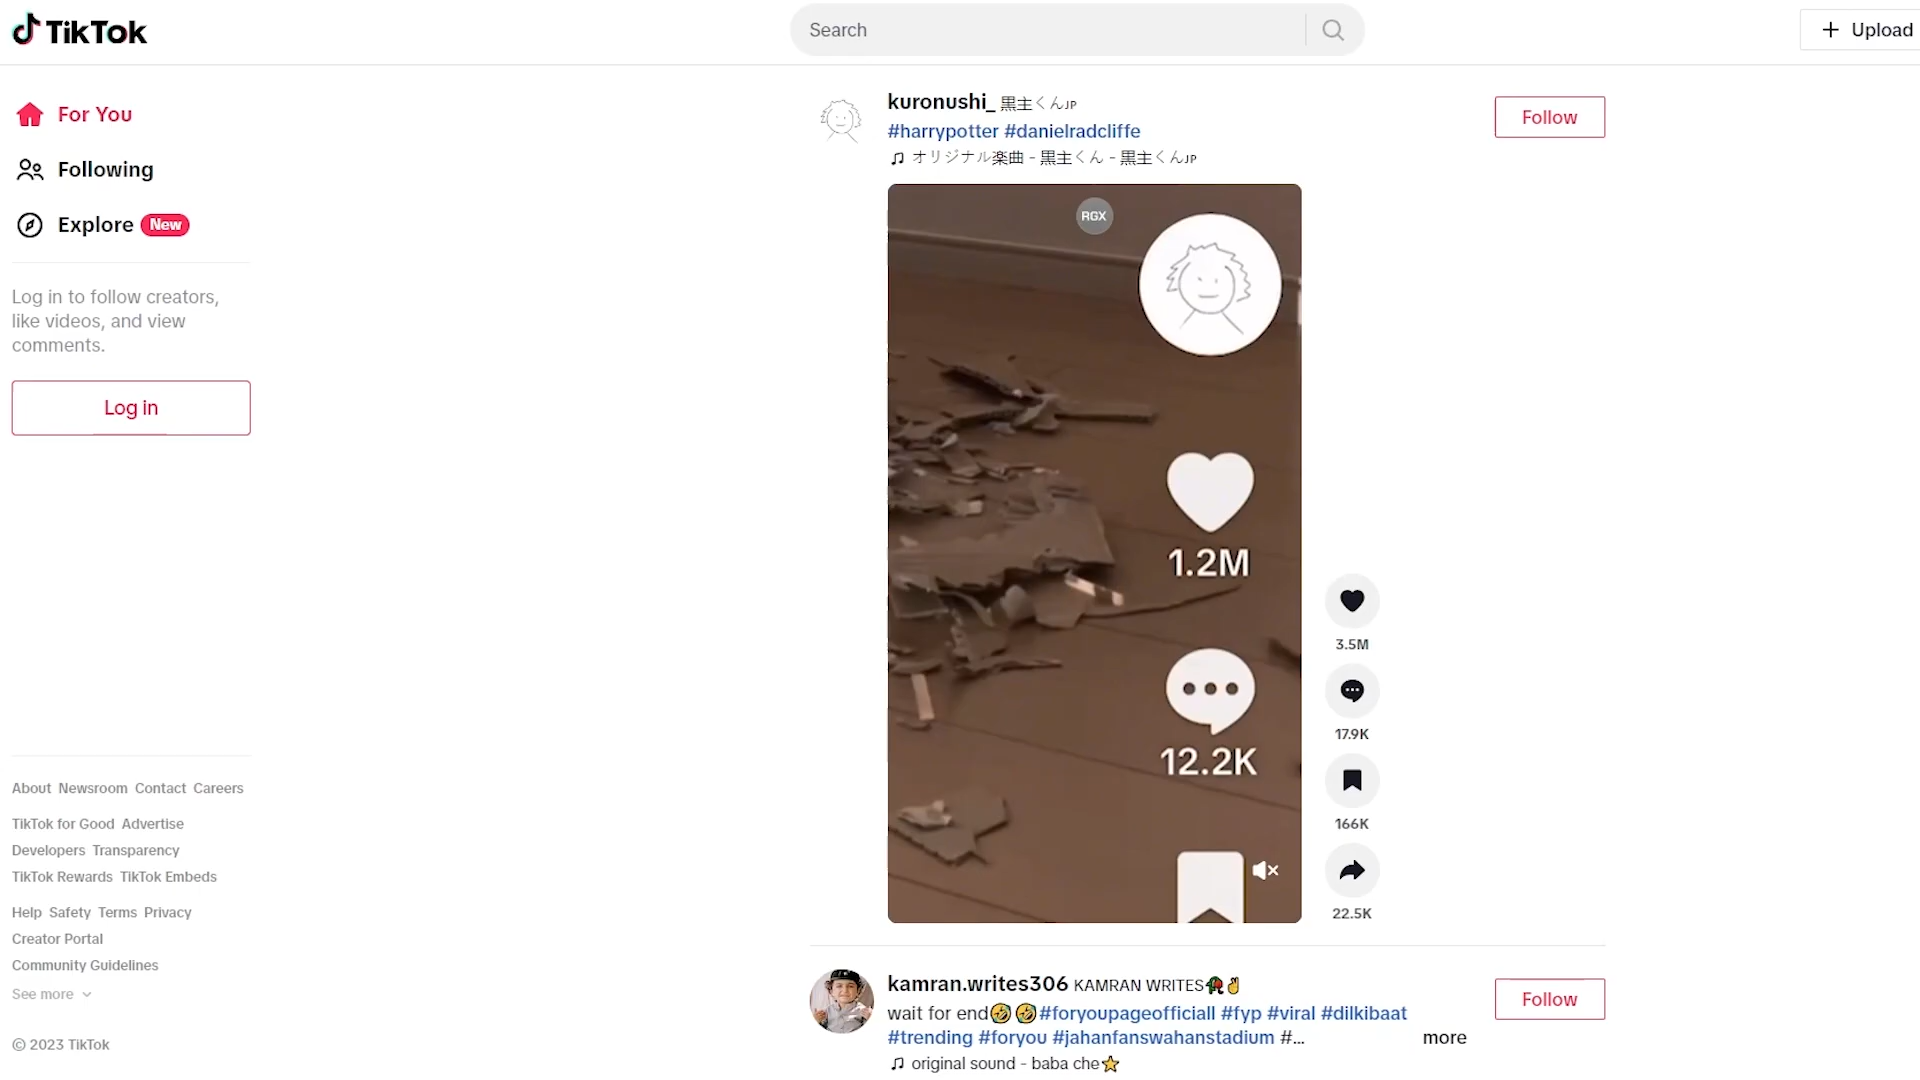 TikTok
Search
Upload
For You
Following
Explore New
Log in to follow creators,
like videos, and view
comments.
Log in
About Newsroom Contact Careers
TikTok for Good Advertise
Developers Transparency
TikTok Rewards TikTok Embeds
Help Safety Terms Privacy
Creator Portal
Community Guidelines
See more
© 2023 TikTok
kuronushi_ 黒主くんJP
#harrypotter #danielradcliffe
オリジナル楽曲 - 黒主くん - 黒主くんJP
Follow
RGX
1.2M
12.2K
3.5M
17.9K
166K
22.5K
kamran.writes306 KAMRAN WRITES🥀✌
wait for end🤣🤣#foryoupageofficiall #fyp #viral #dilkibaat
#trending #foryou #jahanfanswahanstadium #... more
original sound - baba che⭐
Follow